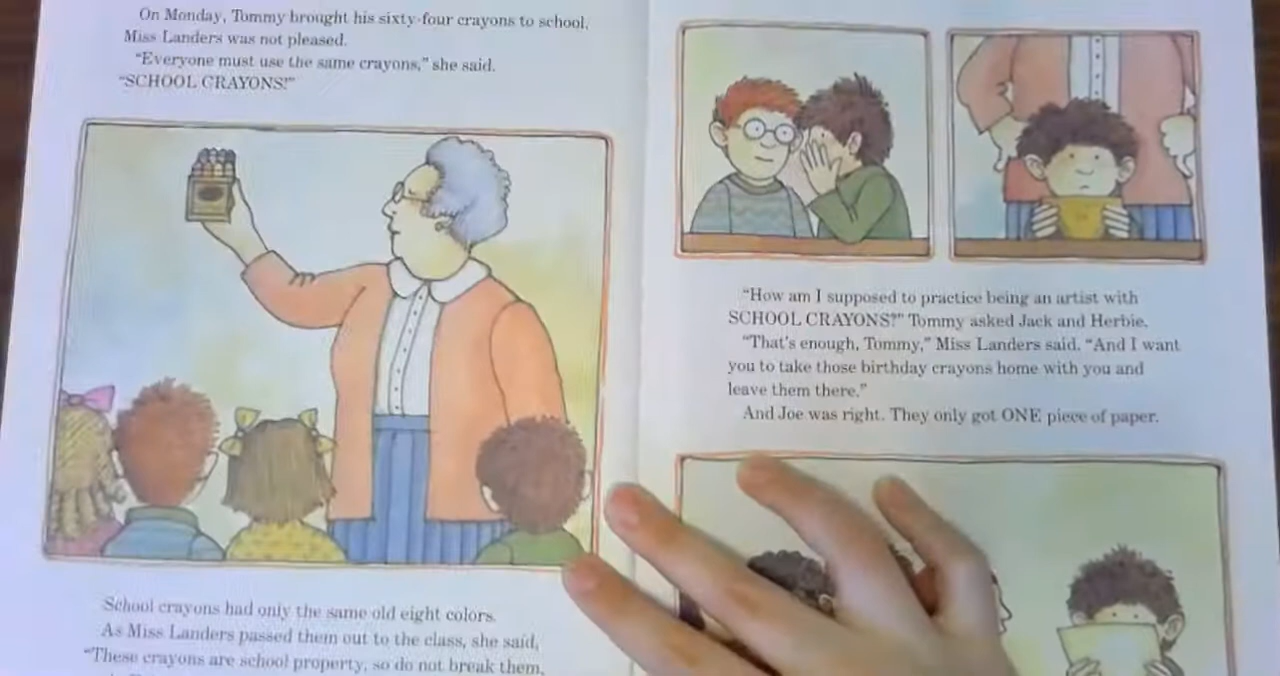 On Monday, Tommy brought his sixty-four crayons to school.
Miss Landers was not pleased.
“Everyone must use the same crayons,” she said.
“SCHOOL CRAYONS!”
School crayons had only the same old eight colors.
As Miss Landers passed them out to the class, she said,
“These crayons are school property, so do not break them,
“How am I supposed to practice being an artist with
SCHOOL CRAYONS?” Tommy asked Jack and Herbie.
“That's enough, Tommy,” Miss Landers said. “And I want
you to take those birthday crayons home with you and
leave them there.”
And Joe was right. They only got ONE piece of paper.